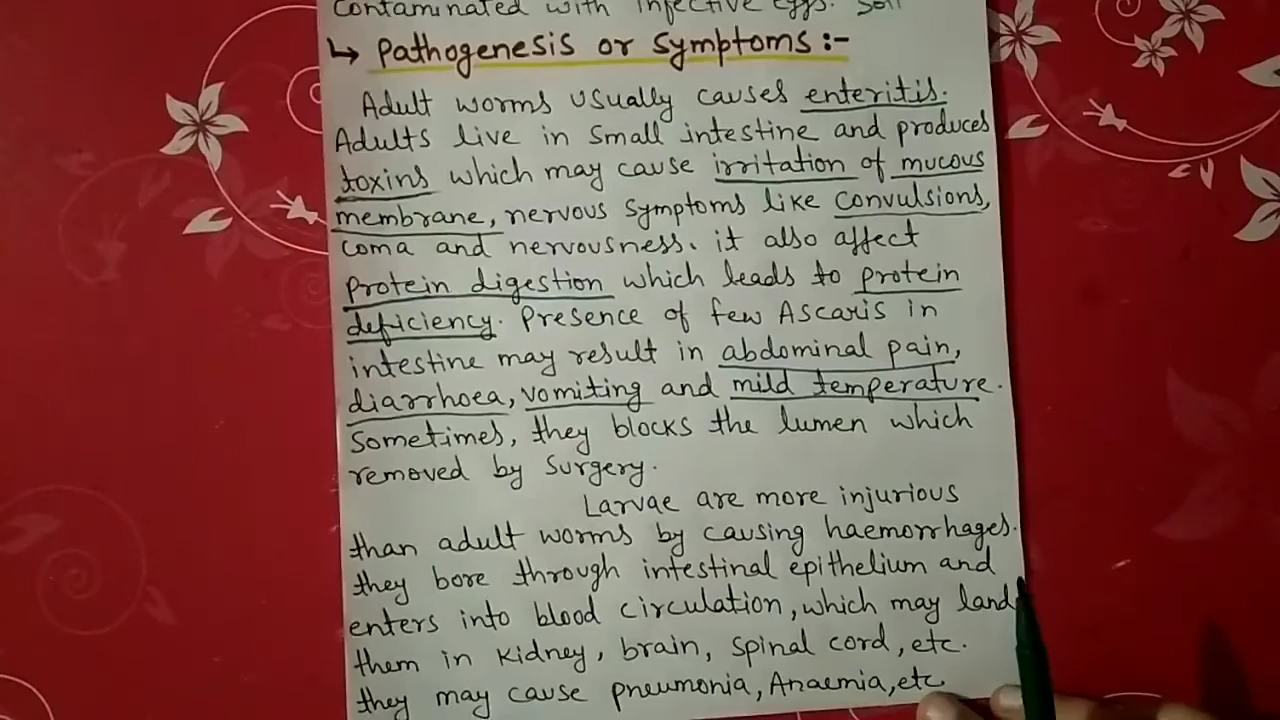 Contaminated with infective eggs. Soil
↳ Pathogenesis or Symptoms :-
Adult worms usually causes enteritis.
Adults live in small intestine and produces
toxins which may cause irritation of mucous
membrane, nervous symptoms like convulsions,
coma and nervousness. it also affect
protein digestion which leads to protein
deficiency. Presence of few Ascaris in
intestine may result in abdominal pain,
diarrhoea, vomiting and mild temperature.
Sometimes, they blocks the lumen which
removed by surgery.
Larvae are more injurious
than adult worms by causing haemorrhages.
they bore through intestinal epithelium and
enters into blood circulation, which may land
them in kidney, brain, spinal cord, etc.
they may cause pneumonia, Anaemia, etc